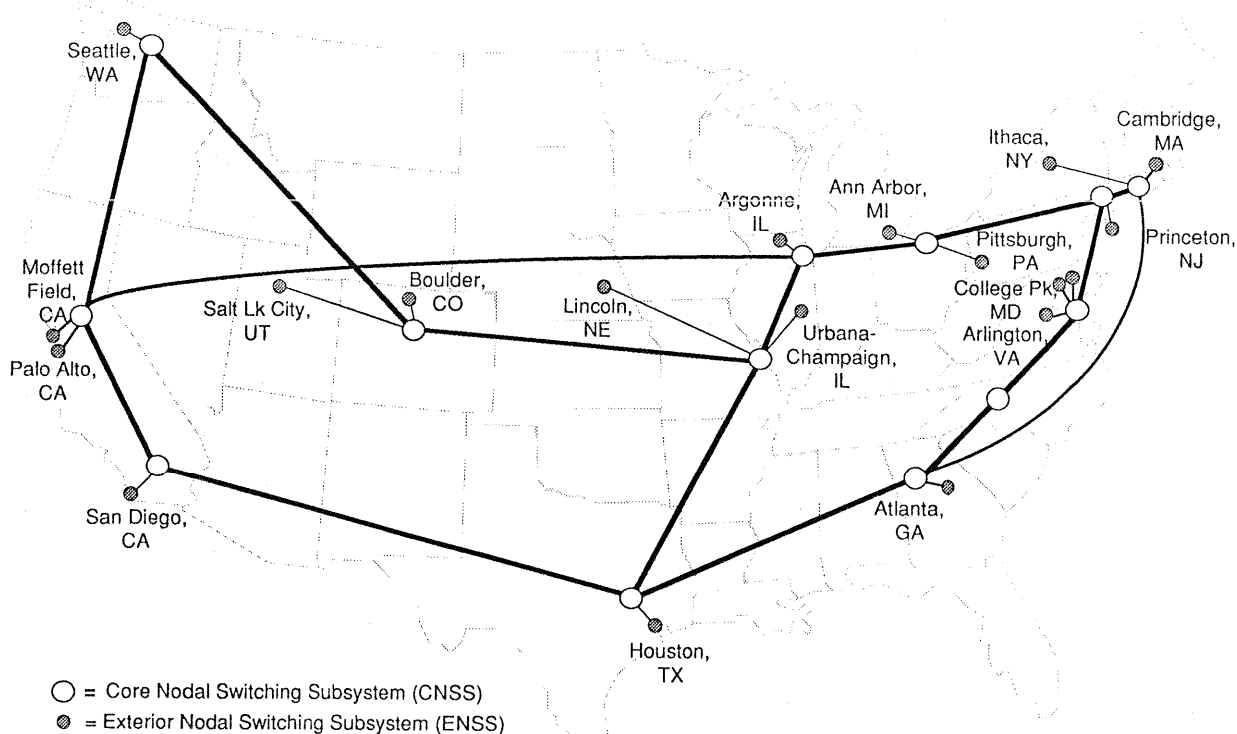 Seattle,
WA
Cambridge,
MA
Ithaca,
NY
Argonne,
IL
Ann Arbor,
MI
Pittsburgh,
PA
Princeton,
NJ
Moffett
Field,
CA
Salt Lk City,
UT
Boulder,
CO
Lincoln,
NE
Urbana-
Champaign,
IL
College Pk,
MD
Arlington,
VA
Palo Alto,
CA
San Diego,
CA
Atlanta,
GA
Houston,
TX
= Core Nodal Switching Subsystem (CNSS)
= Exterior Nodal Switching Subsystem (ENSS)